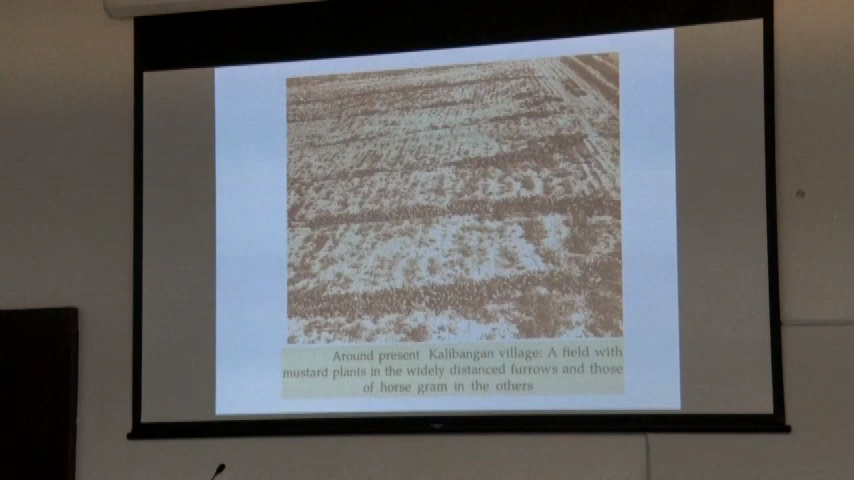 Around present Kalibangan village: A field with
mustard plants in the widely distanced furrows and those
of horse gram in the others